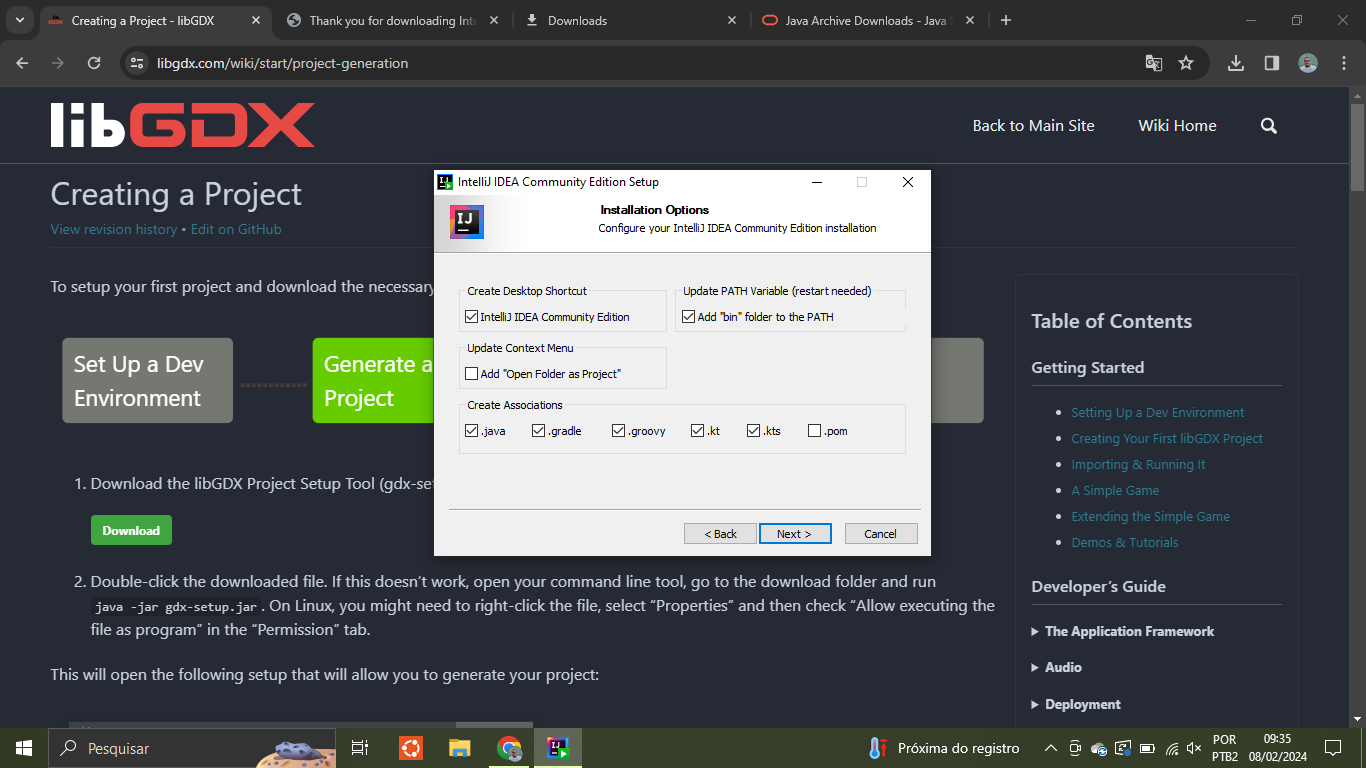 Creating a Project - libGDX
Thank you for downloading Inte
Downloads
Java Archive Downloads - Java S
libgdx.com/wiki/start/project-generation
libGDX
Back to Main Site
Wiki Home
Creating a Project
View revision history • Edit on GitHub
To setup your first project and download the necessary
Set Up a Dev
Environment
Generate a
Project
1. Download the libGDX Project Setup Tool (gdx-set
Download
2. Double-click the downloaded file. If this doesn’t work, open your command line tool, go to the download folder and run
java -jar gdx-setup.jar. On Linux, you might need to right-click the file, select “Properties” and then check “Allow executing the
file as program” in the “Permission” tab.
This will open the following setup that will allow you to generate your project:
IntelliJ IDEA Community Edition Setup
IJ
Installation Options
Configure your IntelliJ IDEA Community Edition installation
Create Desktop Shortcut
IntelliJ IDEA Community Edition
Update PATH Variable (restart needed)
Add "bin" folder to the PATH
Update Context Menu
Add "Open Folder as Project"
Create Associations
.java
.gradle
.groovy
.kt
.kts
.pom
< Back
Next >
Cancel
Table of Contents
Getting Started
Setting Up a Dev Environment
Creating Your First libGDX Project
Importing & Running It
A Simple Game
Extending the Simple Game
Demos & Tutorials
Developer’s Guide
The Application Framework
Audio
Deployment
Pesquisar
Próxima do registro
POR
PTB2
09:35
08/02/2024